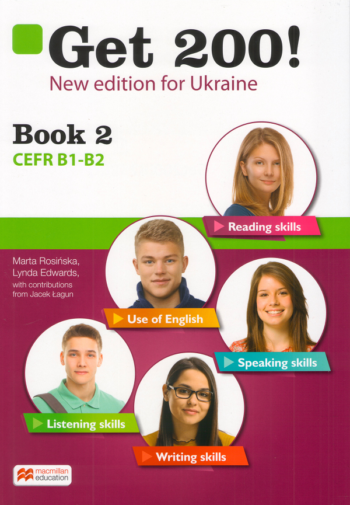 Get 200!
New edition for Ukraine
Book 2
CEFR B1-B2
Reading skills
Marta Rosińska,
Lynda Edwards,
with contributions
from Jacek Łagun
Use of English
Speaking skills
Listening skills
Writing skills
macmillan
education